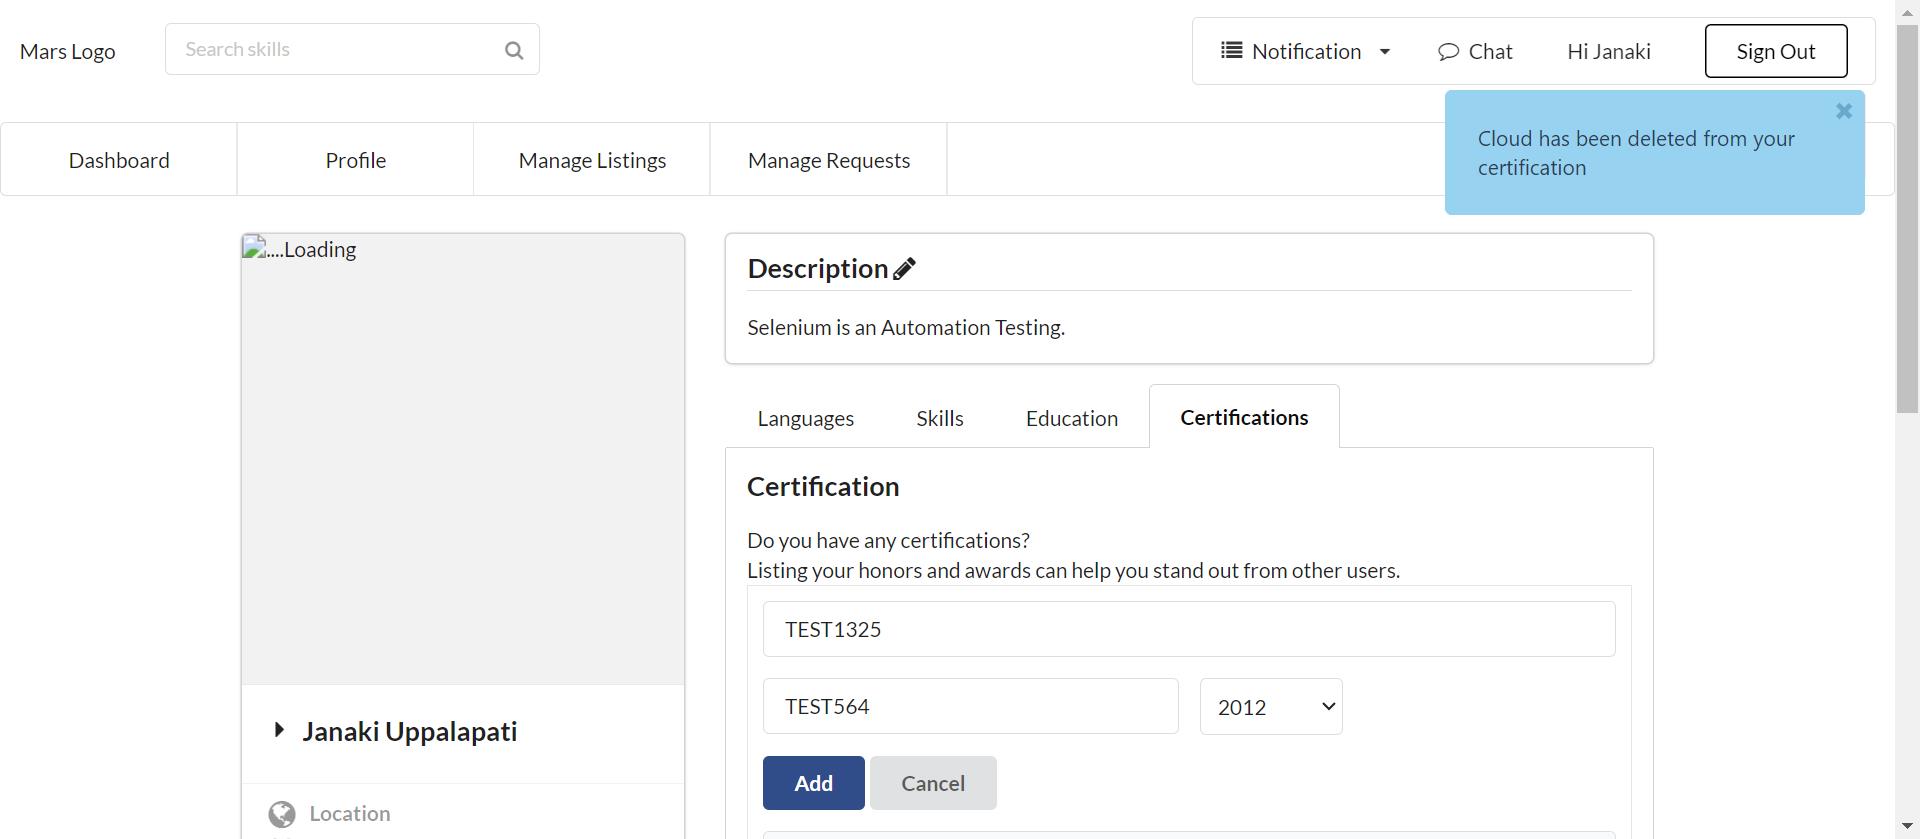 Mars Logo
Search skills
Notification
Chat
Hi Janaki
Sign Out
Cloud has been deleted from your
certification
Dashboard
Profile
Manage Listings
Manage Requests
....Loading
Description
Selenium is an Automation Testing.
Languages
Skills
Education
Certifications
Certification
Do you have any certifications?
Listing your honors and awards can help you stand out from other users.
TEST1325
TEST564
2012
Add
Cancel
Janaki Uppalapati
Location